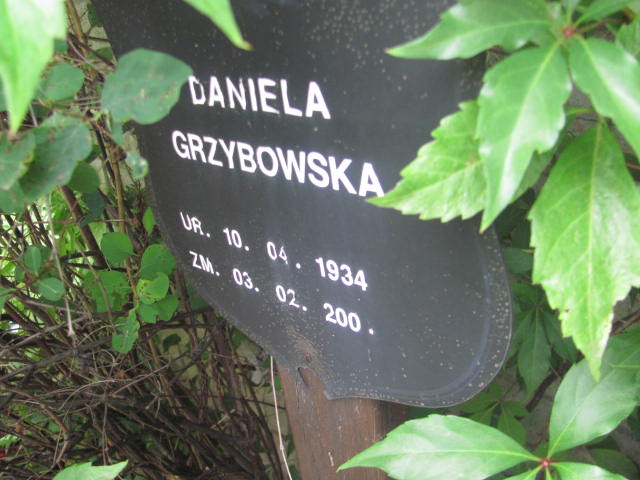 DANIELA
GRZYBOWSKA
UR. 10. 04. 1934
ZM. 03. 02. 200 .